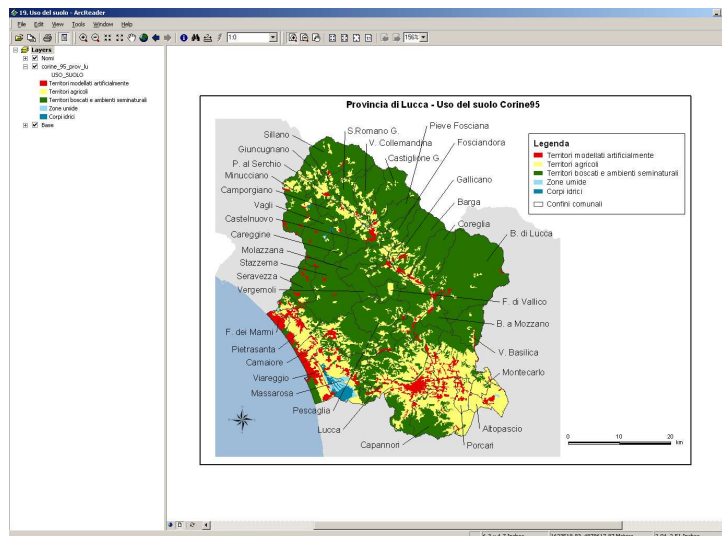 19. Uso del suolo - ArcReader
File Edit View Tools Window Help
1:0
156%
Layers
Nomi
corine_95_prov_lu
USO_SUOLO
Territori modellati artificialmente
Territori agricoli
Territori boscati e ambienti seminaturali
Zone umide
Corpi idrici
Base
Provincia di Lucca - Uso del suolo Corine95
Sillano
S.Romano G.
Pieve Fosciana
Giuncugnano
V. Collemandina
Fosciandora
P. al Serchio
Castiglione G.
Minucciano
Gallicano
Camporgiano
Vagli
Barga
Castelnuovo
Coreglia
Careggine
B. di Lucca
Molazzana
Stazzema
Seravezza
Vergemoli
F. di Vallico
F. dei Marmi
B. a Mozzano
Pietrasanta
V. Basilica
Camaiore
Montecarlo
Viareggio
Massarosa
Pescaglia
Lucca
Altopascio
Capannori
Porcari
Legenda
Territori modellati artificialmente
Territori agricoli
Territori boscati e ambienti seminaturali
Zone umide
Corpi idrici
Confini comunali
0 10 20
km